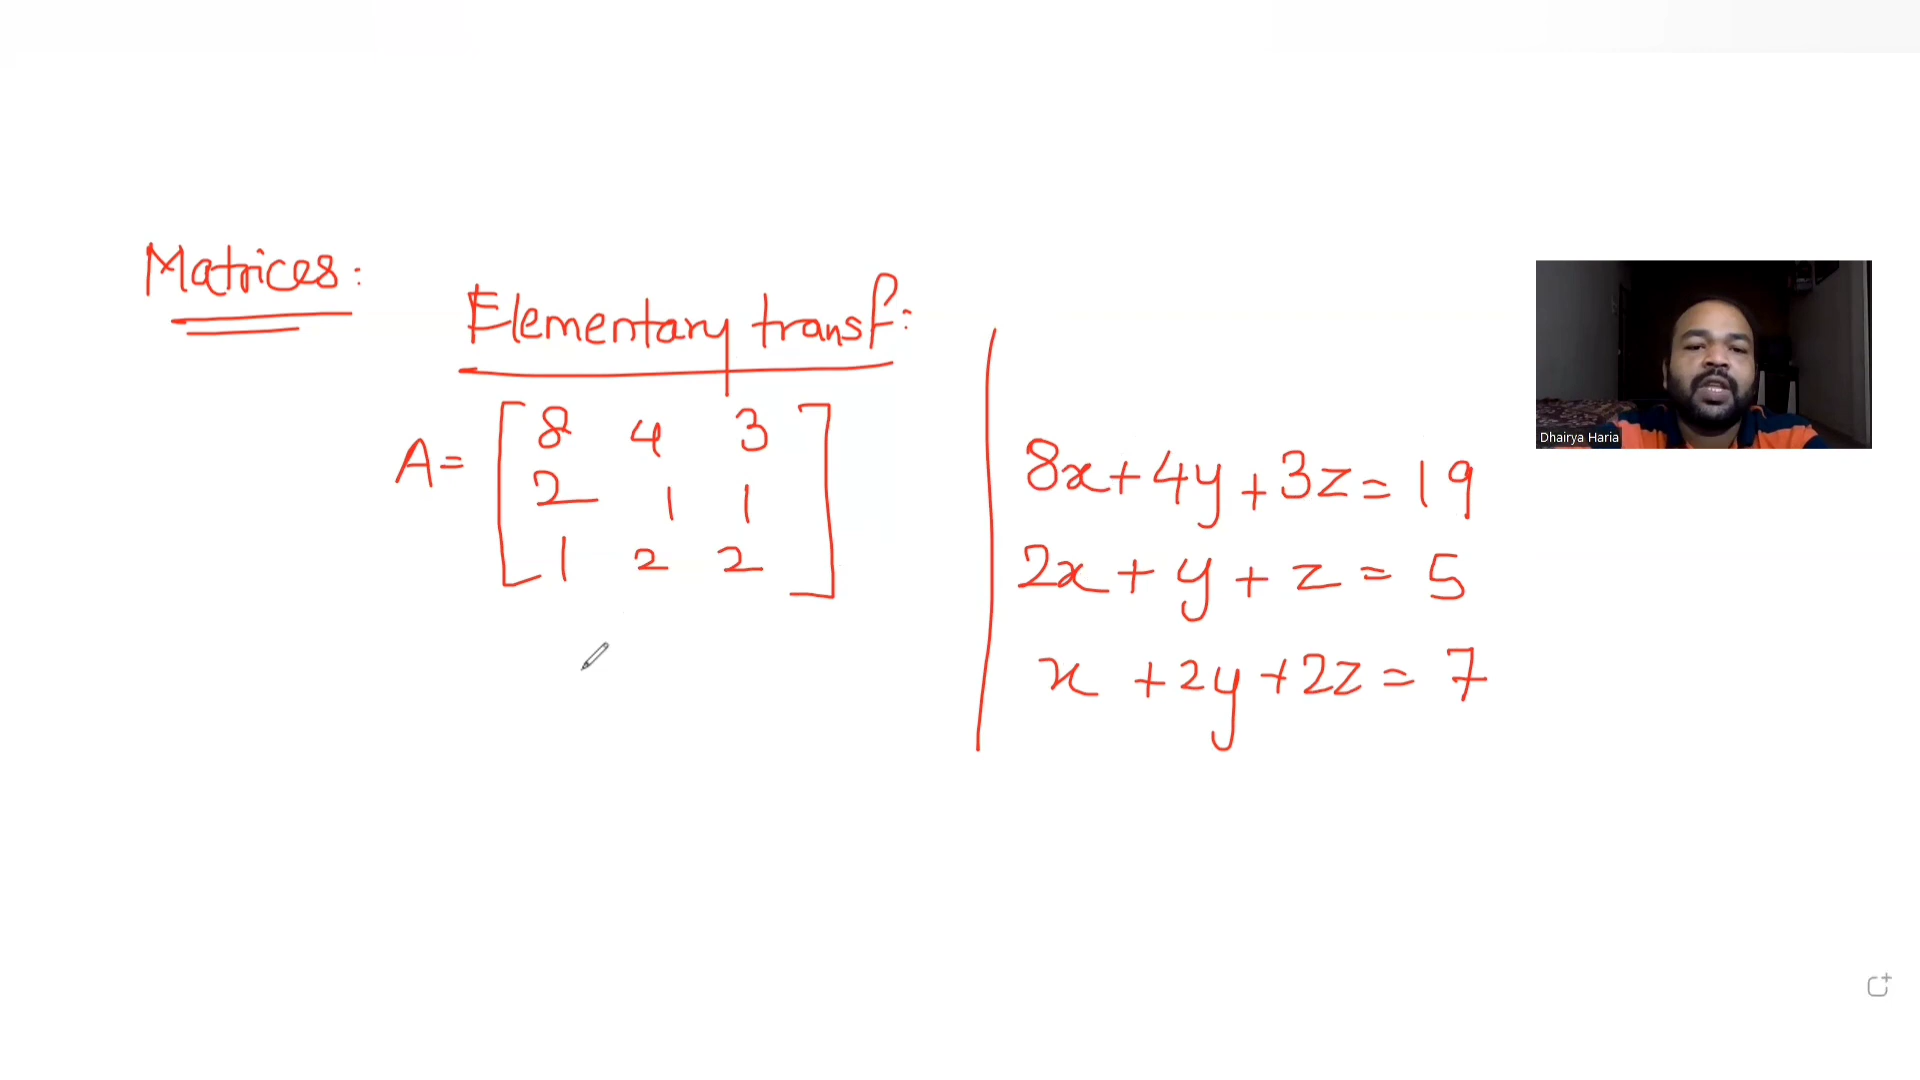 Matrices:
Elementary transf:
A= [ 8 4 3
2 1 1
1 2 2 ]
8x+4y+3z=19
2x+y+z=5
x+2y+2z=7
Dhairya Haria